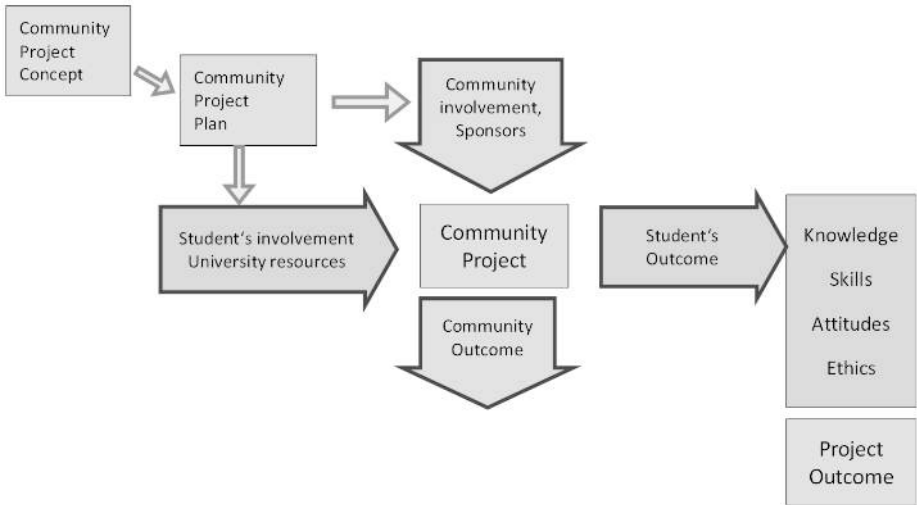 Community
Project
Concept
Community
Project
Plan
Community
involvement,
Sponsors
Student‘s involvement
University resources
Community
Project
Student‘s
Outcome
Knowledge
Skills
Attitudes
Ethics
Community
Outcome
Project
Outcome